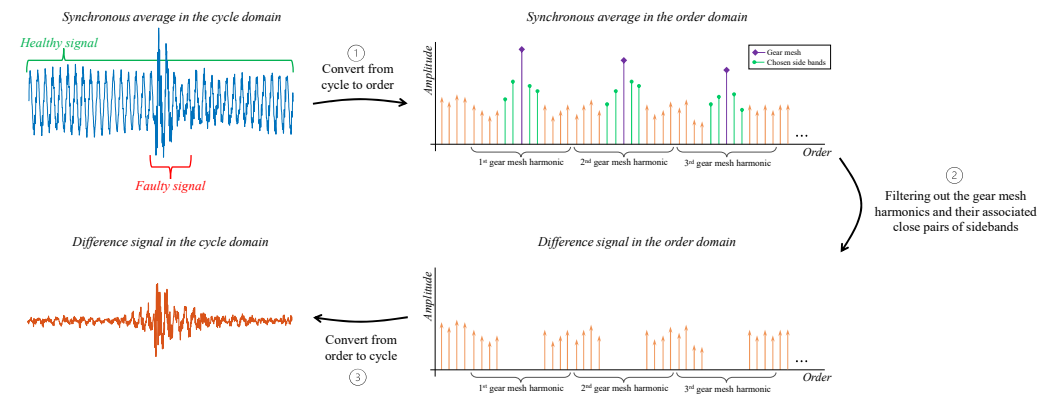 Synchronous average in the cycle domain
Healthy signal
Faulty signal
①
Convert from
cycle to order
Synchronous average in the order domain
Amplitude
Gear mesh
Chosen side bands
...
Order
1st gear mesh harmonic
2nd gear mesh harmonic
3rd gear mesh harmonic
②
Filtering out the gear mesh
harmonics and their associated
close pairs of sidebands
Difference signal in the order domain
Amplitude
...
Order
1st gear mesh harmonic
2nd gear mesh harmonic
3rd gear mesh harmonic
Convert from
order to cycle
③
Difference signal in the cycle domain